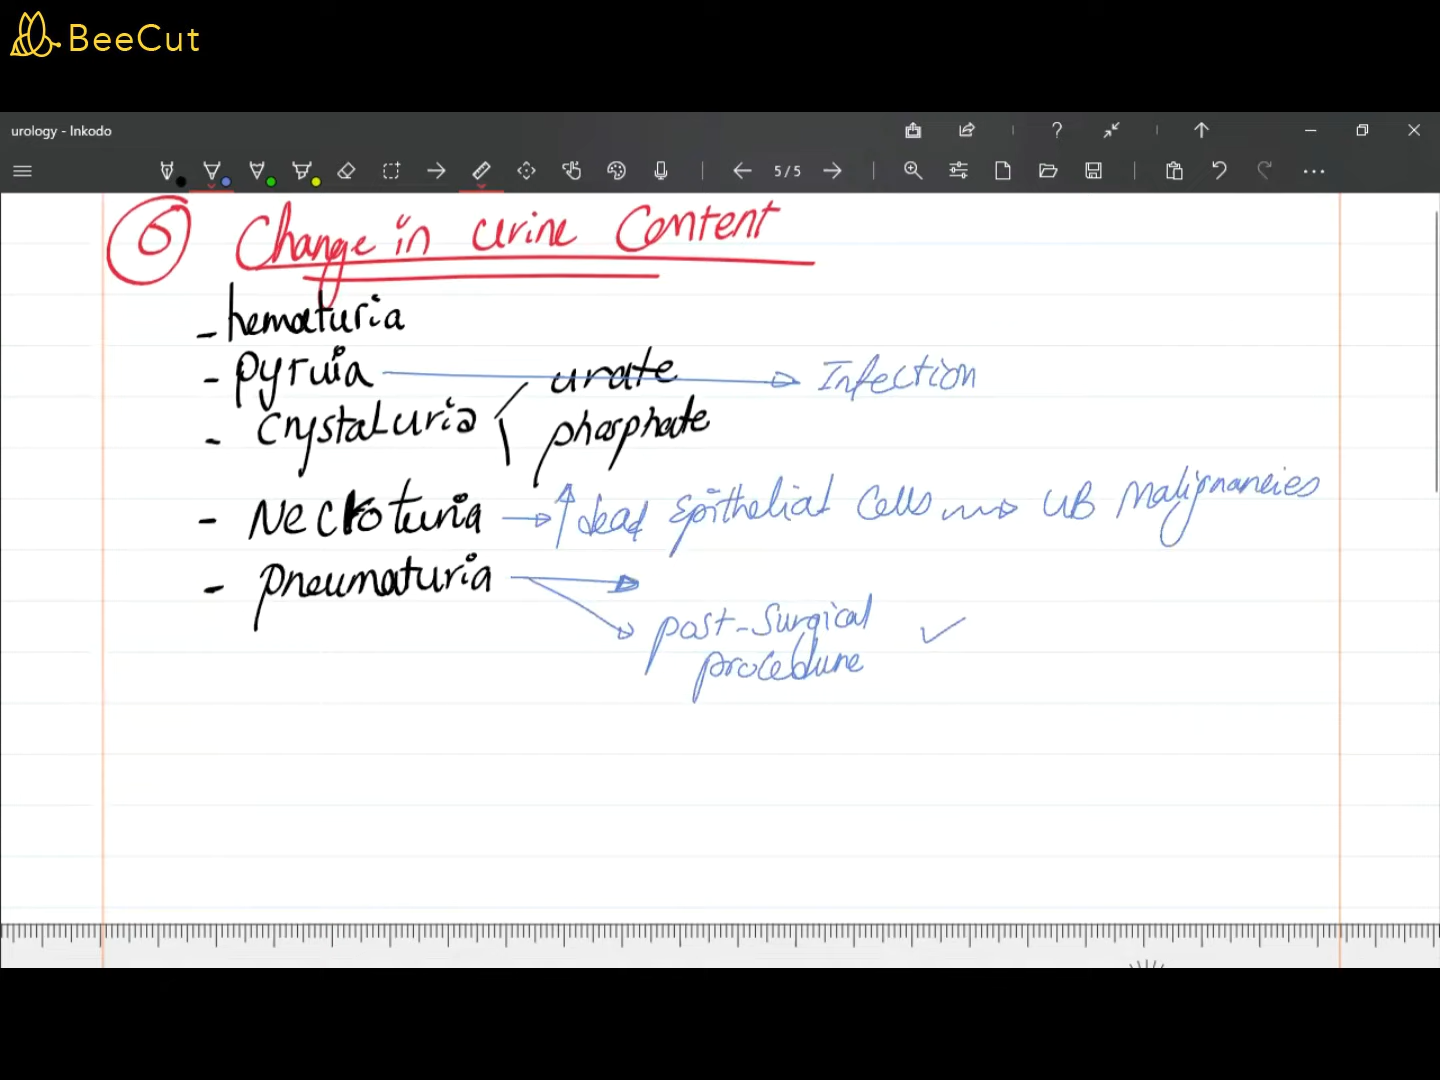 BeeCut
urology - Inkodo
5/5
6 Change in urine Content
- hematuria
- pyruia → Infection
- crystaluria
urate
phosphate
- Necroturia → ↑ dead Epithelial Cells → UB Malignancies
- pneumaturia →
→ post-Surgical ✓
procedure